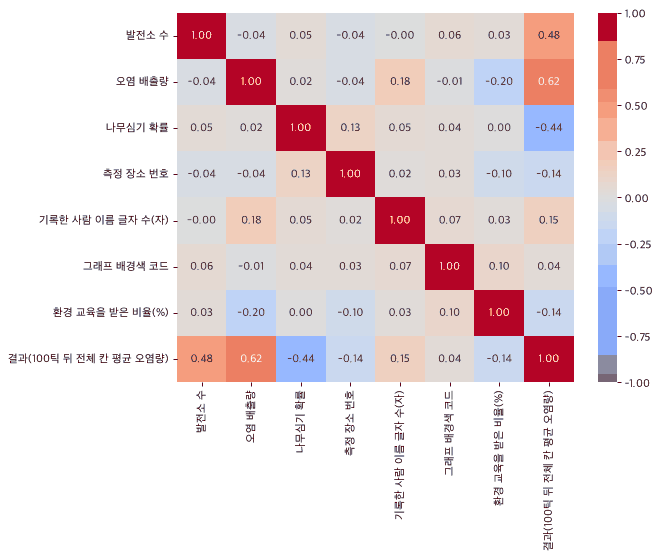 발전소 수 1.00 -0.04 0.05 -0.04 -0.00 0.06 0.03 0.48
오염 배출량 -0.04 1.00 0.02 -0.04 0.18 -0.01 -0.20 0.62
나무심기 확률 0.05 0.02 1.00 0.13 0.05 0.04 0.00 -0.44
측정 장소 번호 -0.04 -0.04 0.13 1.00 0.02 0.03 -0.10 -0.14
기록한 사람 이름 글자 수(자) -0.00 0.18 0.05 0.02 1.00 0.07 0.03 0.15
그래프 배경색 코드 0.06 -0.01 0.04 0.03 0.07 1.00 0.10 0.04
환경 교육을 받은 비율(%) 0.03 -0.20 0.00 -0.10 0.03 0.10 1.00 -0.14
결과(100틱 뒤 전체 칸 평균 오염량) 0.48 0.62 -0.44 -0.14 0.15 0.04 -0.14 1.00
발전소 수
오염 배출량
나무심기 확률
측정 장소 번호
기록한 사람 이름 글자 수(자)
그래프 배경색 코드
환경 교육을 받은 비율(%)
결과(100틱 뒤 전체 칸 평균 오염량)
1.00
0.75
0.50
0.25
0.00
-0.25
-0.50
-0.75
-1.00